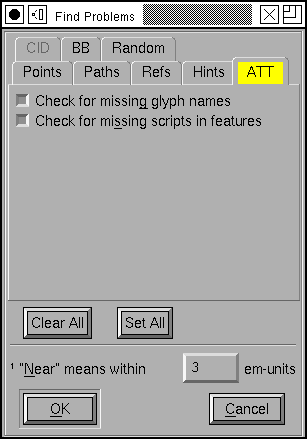 Find Problems
CID BB Random
Points Paths Refs Hints ATT
Check for missing glyph names
Check for missing scripts in features
Clear All Set All
¹ "Near" means within 3 em-units
OK Cancel